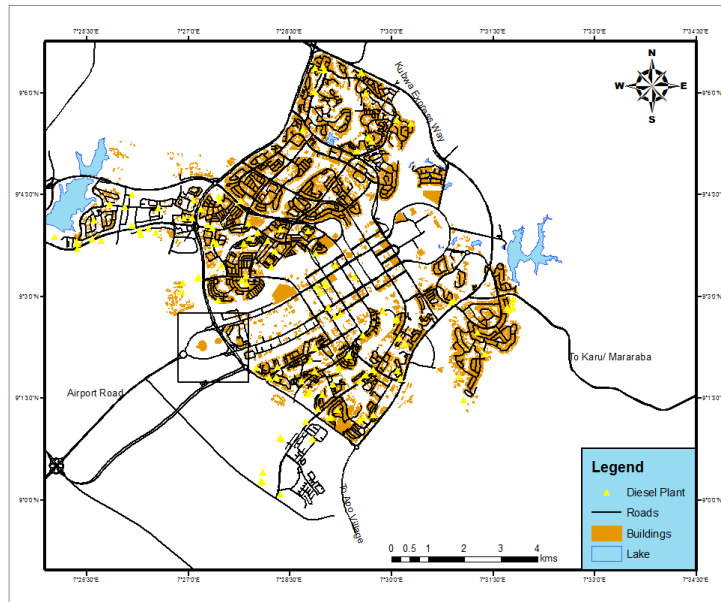 7°25'30"E 7°27'0"E 7°28'30"E 7°30'0"E 7°31'30"E 7°33'0"E 7°34'30"E
N
W E
S
Kubwa Express Way
9°6'0"N 9°6'0"N
9°4'30"N 9°4'30"N
9°3'0"N 9°3'0"N
To Karu/ Mararaba
Airport Road
9°1'30"N 9°1'30"N
To Apo Village
9°0'0"N 9°0'0"N
Legend
Diesel Plant
Roads
Buildings
Lake
0 0.5 1 2 3 4
kms
7°25'30"E 7°27'0"E 7°28'30"E 7°30'0"E 7°31'30"E 7°33'0"E 7°34'30"E